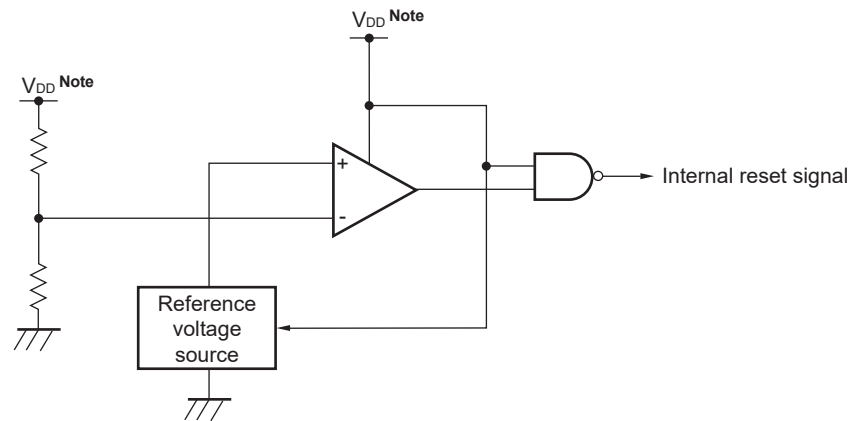 VDD Note
VDD Note
+
-
Internal reset signal
Reference
voltage
source